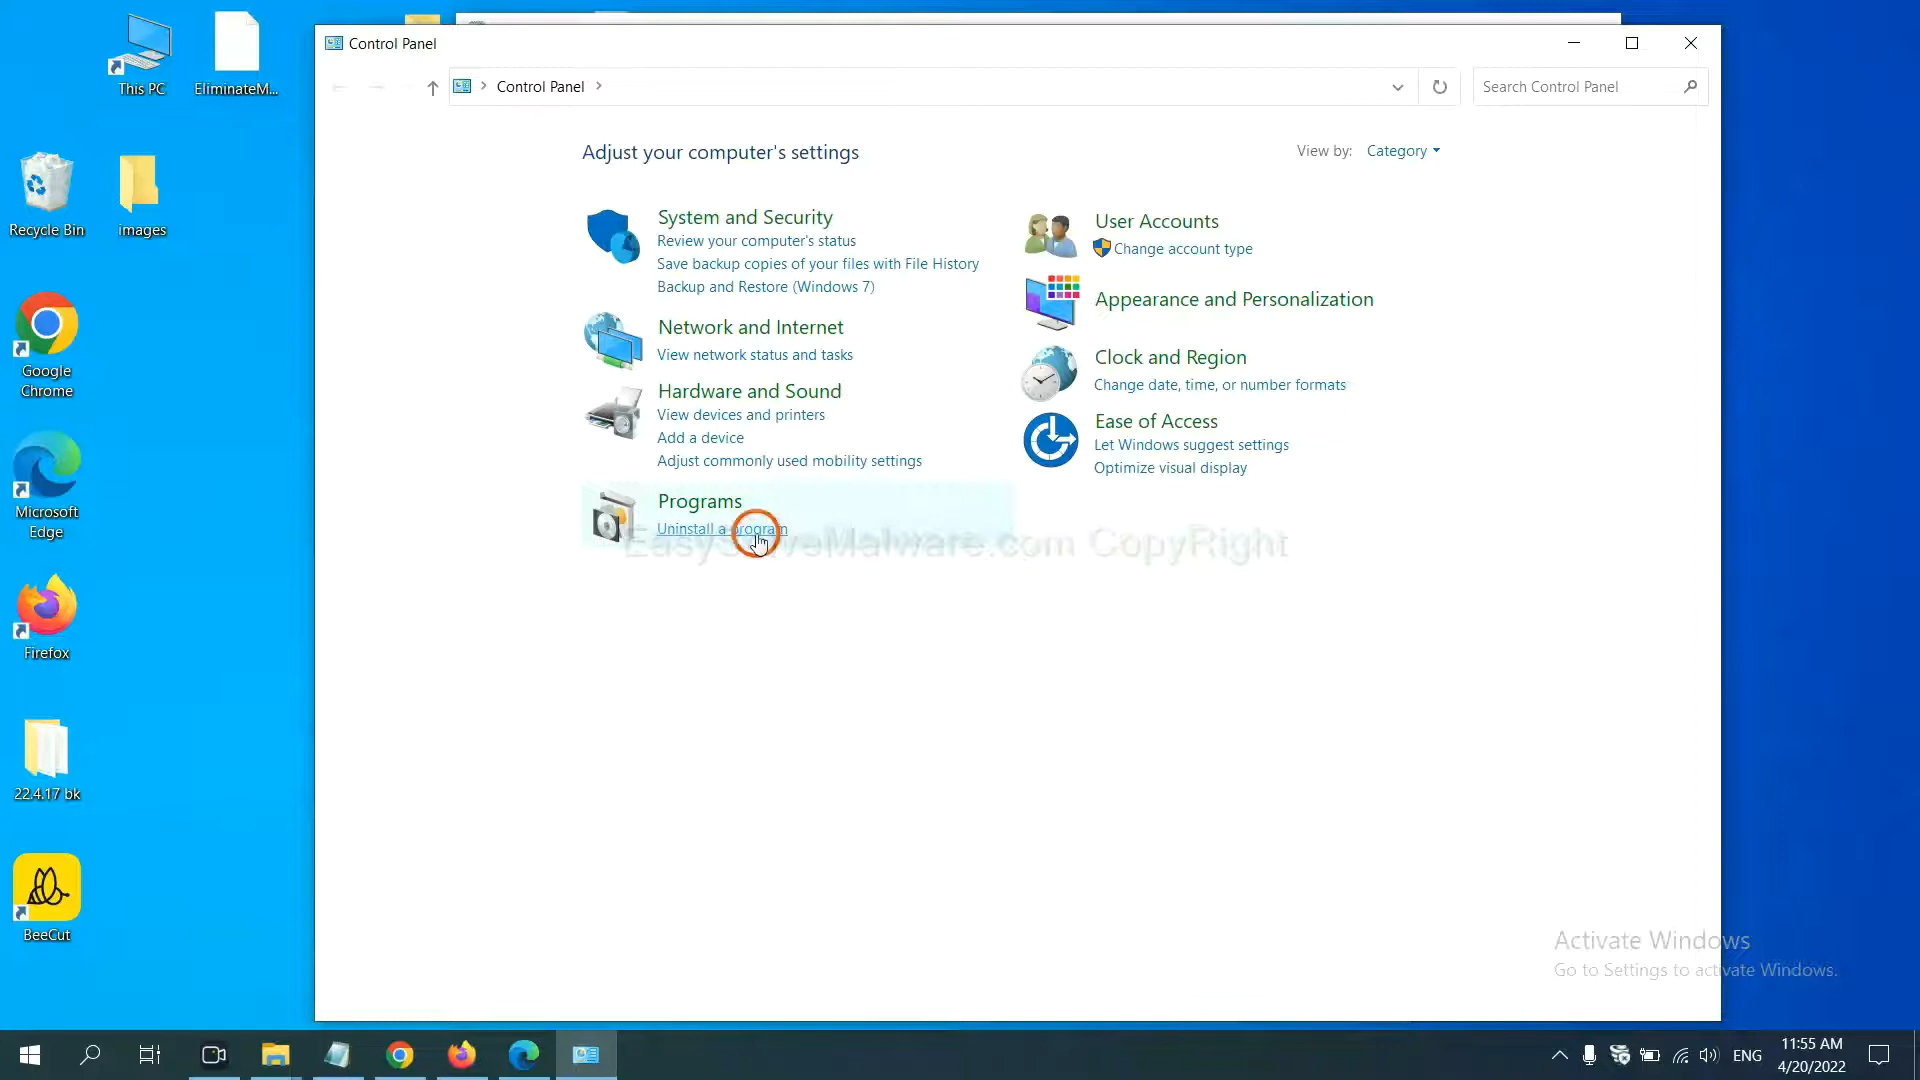 This PC
EliminateM...
Recycle Bin
images
Google
Chrome
Microsoft
Edge
Firefox
22.4.17 bk
BeeCut
Control Panel
Control Panel
Search Control Panel
Adjust your computer's settings
View by: Category
System and Security
Review your computer's status
Save backup copies of your files with File History
Backup and Restore (Windows 7)
Network and Internet
View network status and tasks
Hardware and Sound
View devices and printers
Add a device
Adjust commonly used mobility settings
Programs
Uninstall a program
User Accounts
Change account type
Appearance and Personalization
Clock and Region
Change date, time, or number formats
Ease of Access
Let Windows suggest settings
Optimize visual display
EasySolveMalware.com CopyRight
Activate Windows
Go to Settings to activate Windows.
ENG
11:55 AM
4/20/2022